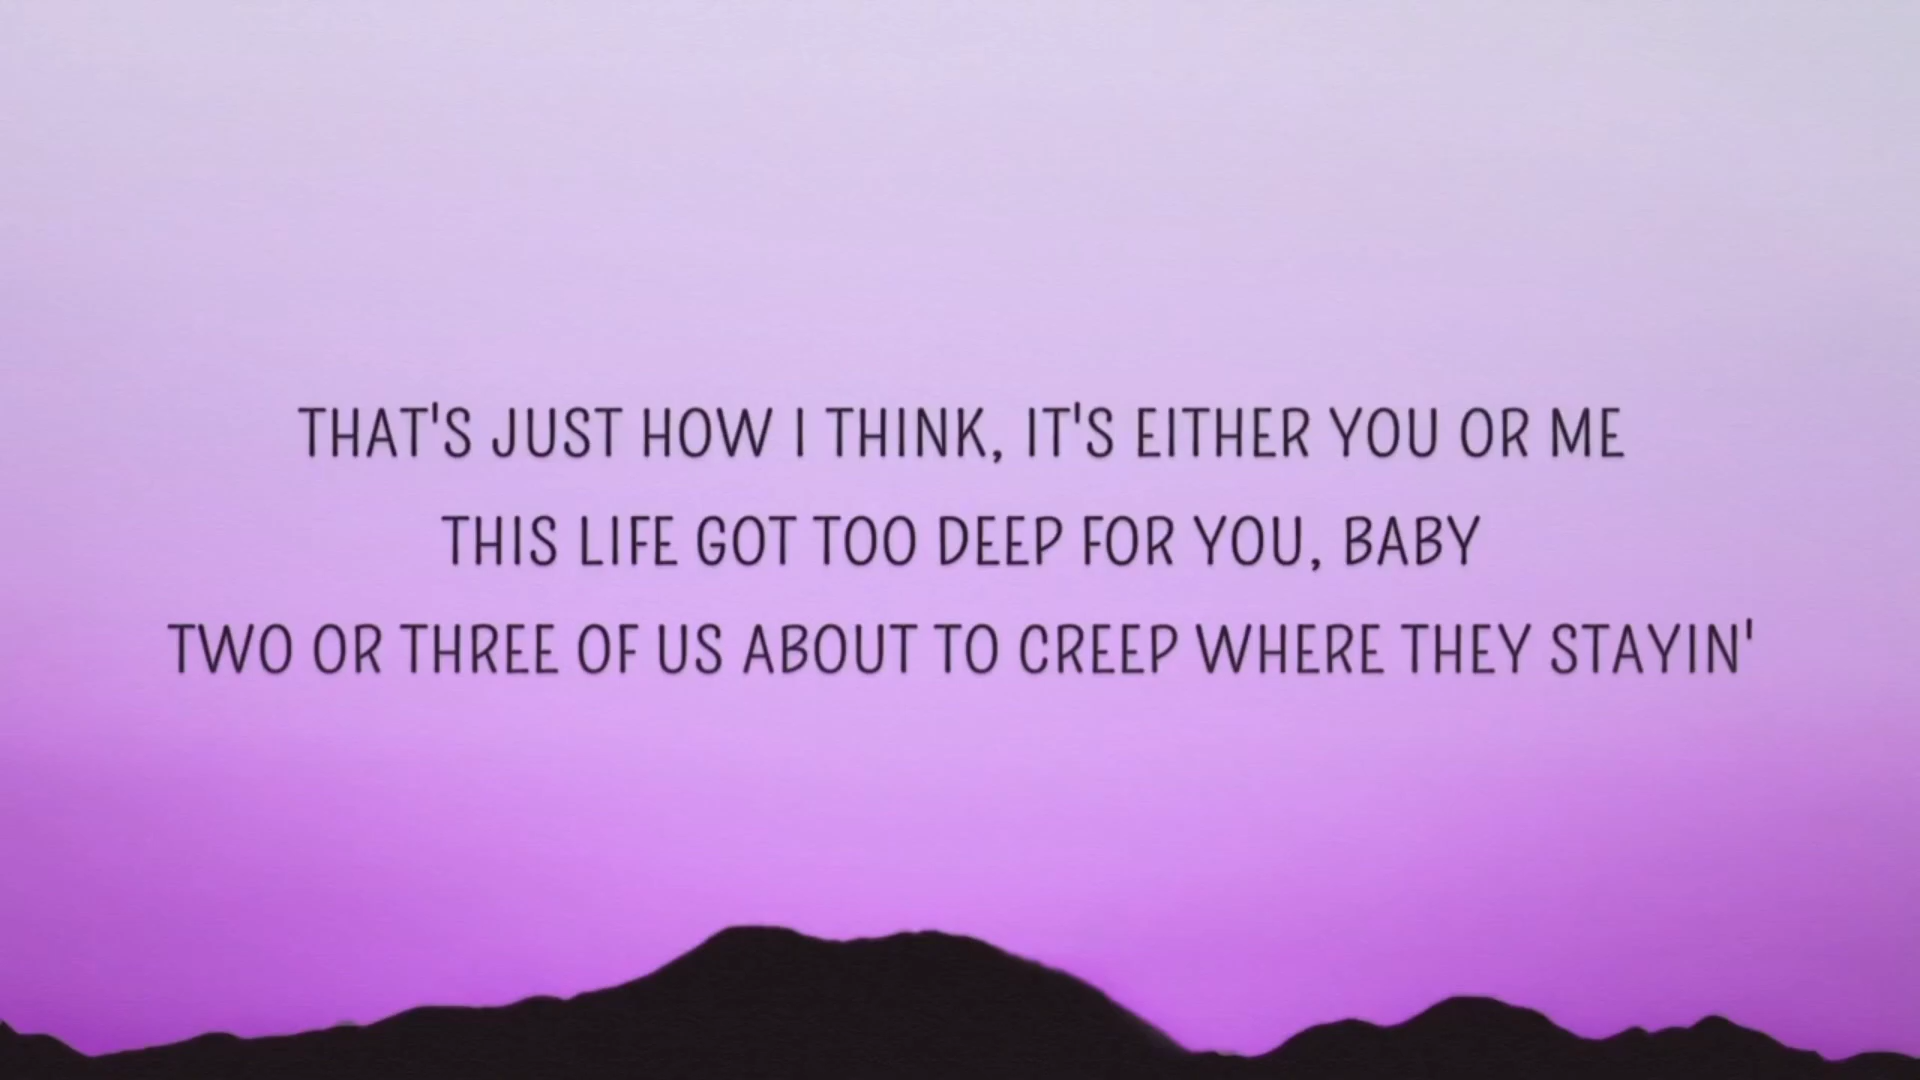 THAT'S JUST HOW I THINK, IT'S EITHER YOU OR ME
THIS LIFE GOT TOO DEEP FOR YOU, BABY
TWO OR THREE OF US ABOUT TO CREEP WHERE THEY STAYIN'